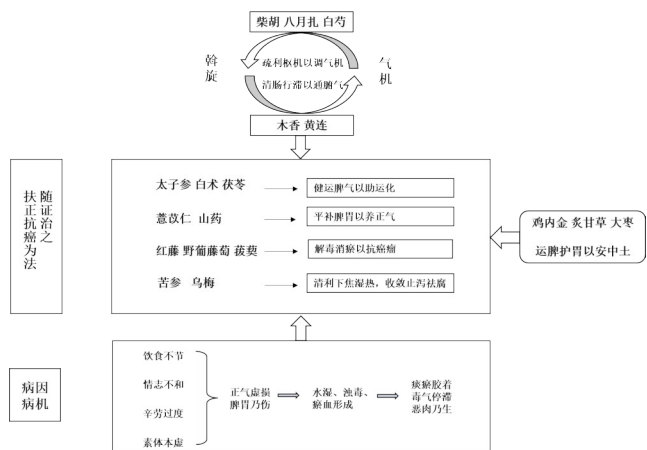 柴胡 八月扎 白芍
斡旋
疏利枢机以调气机
清肠行滞以通腑气
气机
木香 黄连
随证治之
扶正抗癌为法
太子参 白术 茯苓
健运脾气以助运化
薏苡仁 山药
平补脾胃以养正气
红藤 野葡藤萄 菝葜
解毒消瘀以抗癌瘤
苦参 乌梅
清利下焦湿热，收敛止泻祛腐
鸡内金 炙甘草 大枣
运脾护胃以安中土
病因
病机
饮食不节
情志不和
辛劳过度
素体本虚
正气虚损
脾胃乃伤
水湿、浊毒、
瘀血形成
痰瘀胶着
毒气停滞
恶肉乃生